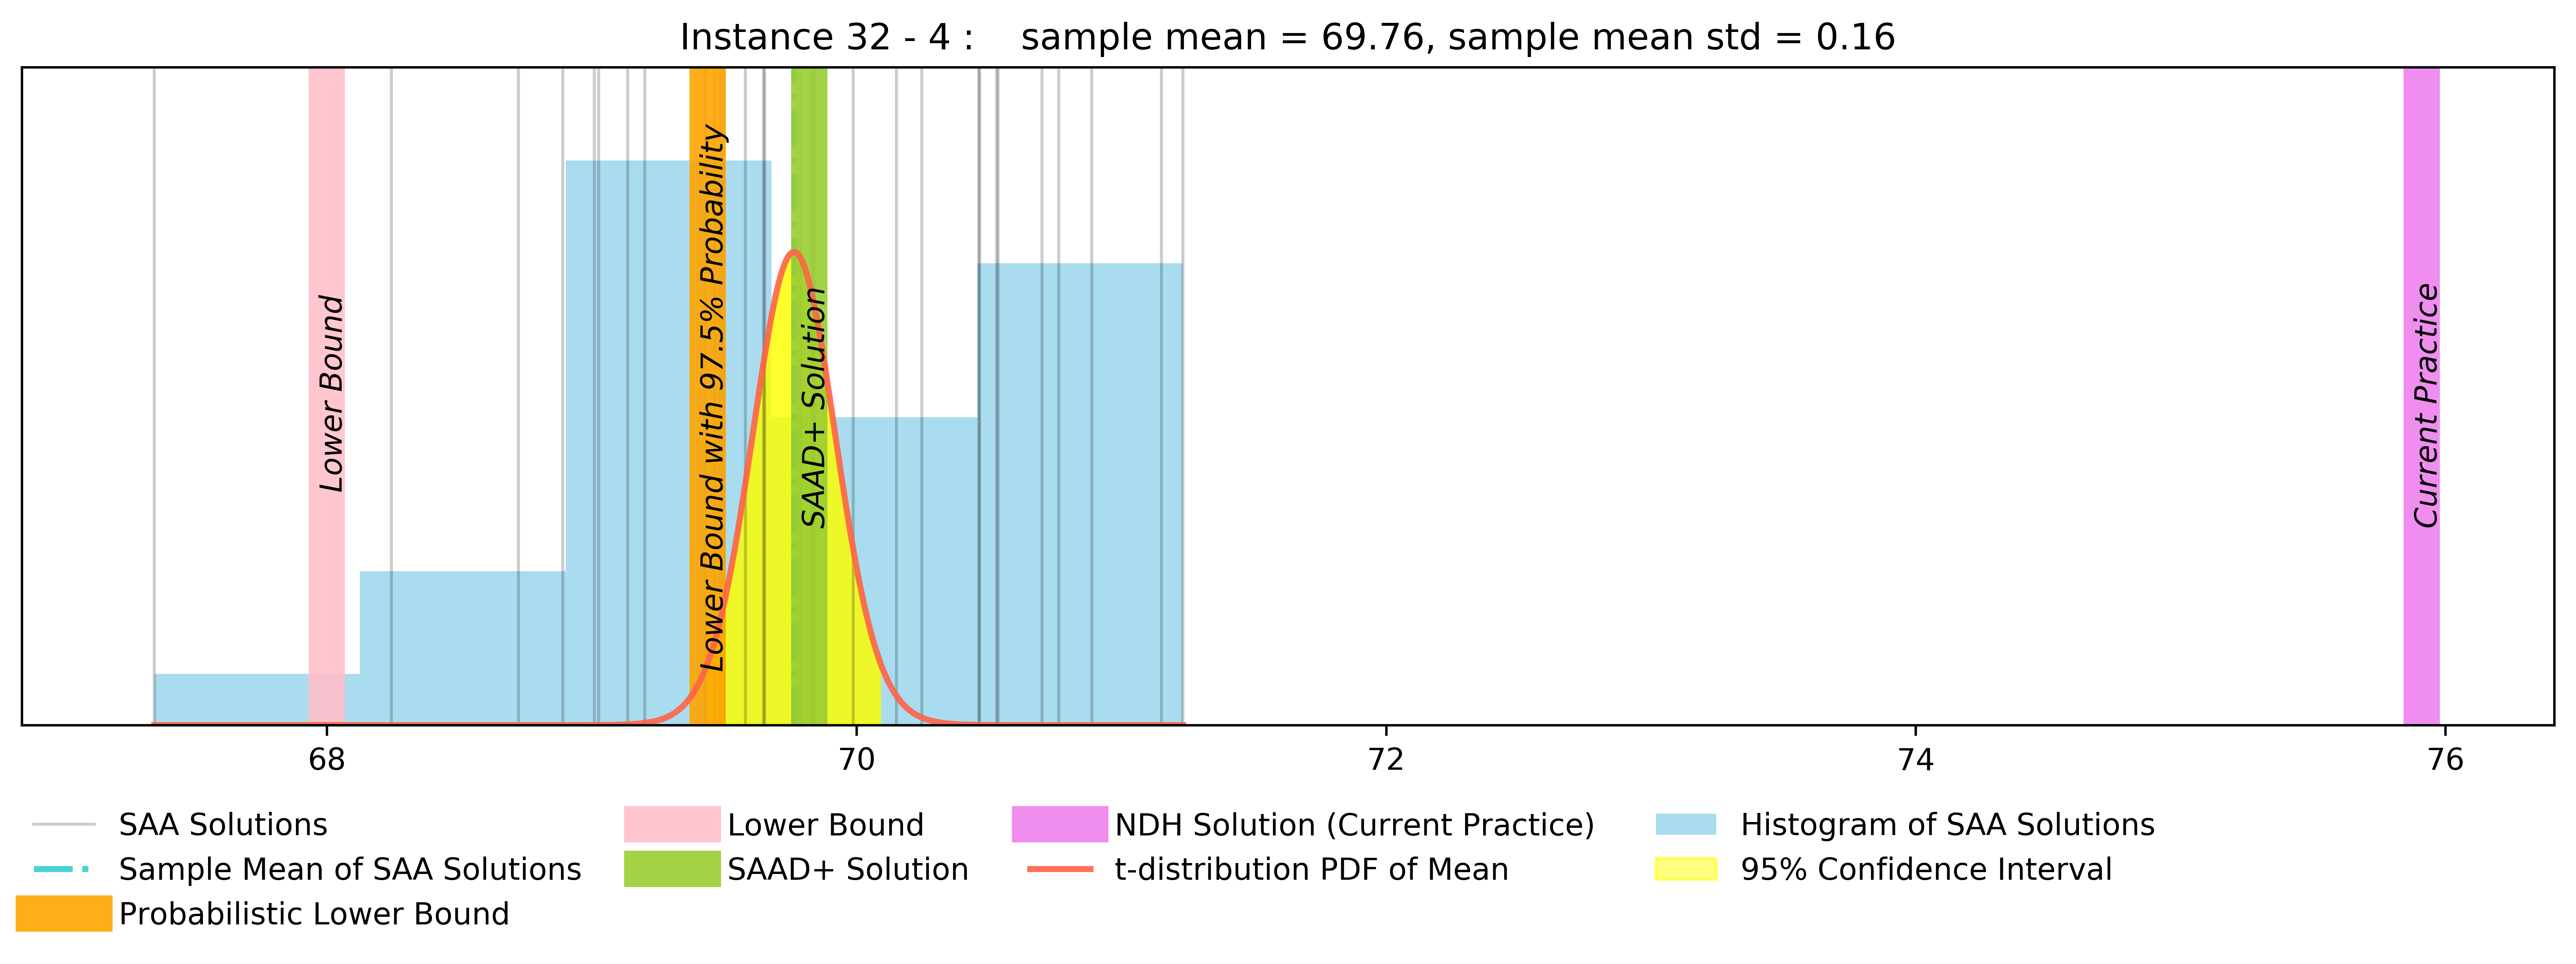 Instance 32 - 4 :    sample mean = 69.76, sample mean std = 0.16
Lower Bound
Lower Bound with 97.5% Probability
SAAD+ Solution
Current Practice
68
70
72
74
76
SAA Solutions
Sample Mean of SAA Solutions
Probabilistic Lower Bound
Lower Bound
SAAD+ Solution
NDH Solution (Current Practice)
t-distribution PDF of Mean
Histogram of SAA Solutions
95% Confidence Interval